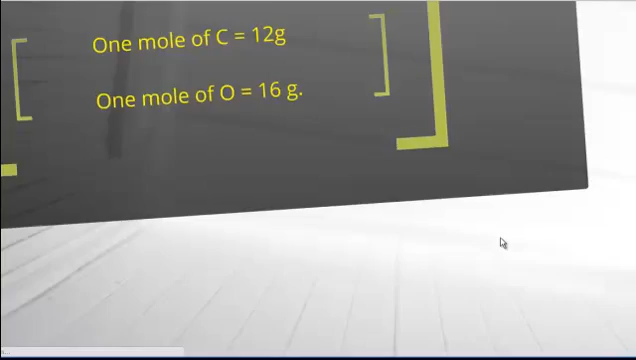 One mole of C = 12g
One mole of O = 16 g.